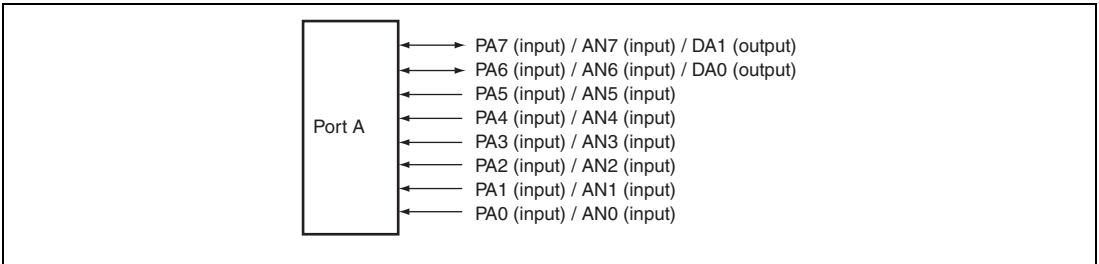 PA7 (input) / AN7 (input) / DA1 (output)
PA6 (input) / AN6 (input) / DA0 (output)
PA5 (input) / AN5 (input)
PA4 (input) / AN4 (input)
Port A
PA3 (input) / AN3 (input)
PA2 (input) / AN2 (input)
PA1 (input) / AN1 (input)
PA0 (input) / AN0 (input)